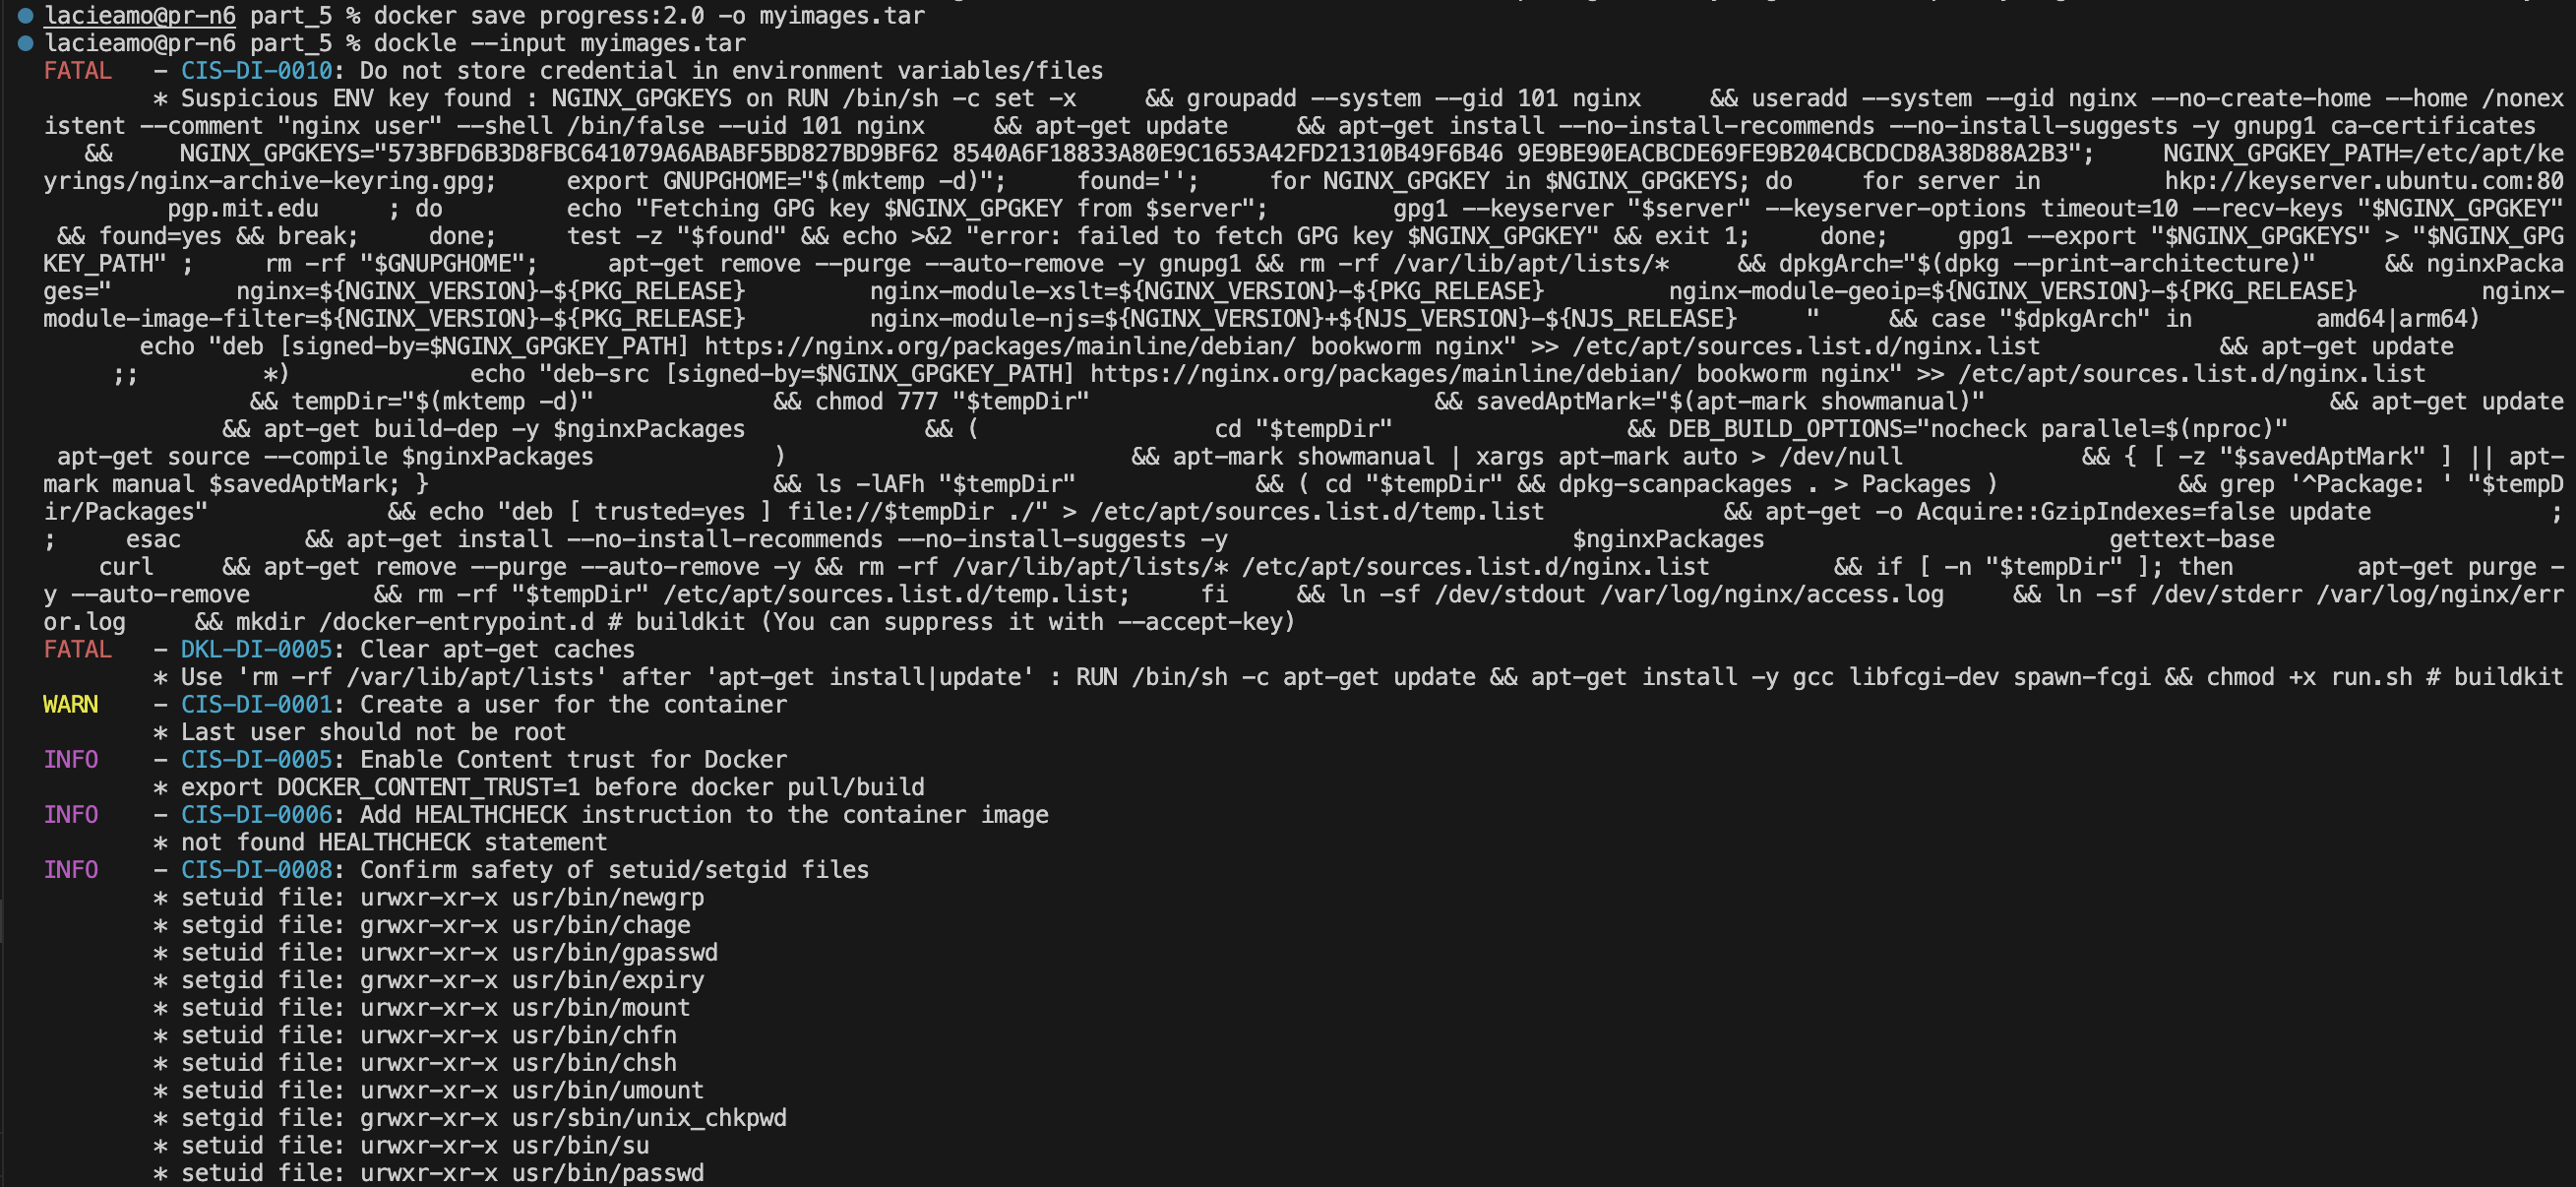 lacieamo@pr-n6 part_5 % docker save progress:2.0 -o myimages.tar
lacieamo@pr-n6 part_5 % dockle --input myimages.tar
FATAL   - CIS-DI-0010: Do not store credential in environment variables/files
        * Suspicious ENV key found : NGINX_GPGKEYS on RUN /bin/sh -c set -x     && groupadd --system --gid 101 nginx     && useradd --system --gid nginx --no-create-home --home /nonex
istent --comment "nginx user" --shell /bin/false --uid 101 nginx     && apt-get update     && apt-get install --no-install-recommends --no-install-suggests -y gnupg1 ca-certificates
   &&     NGINX_GPGKEYS="573BFD6B3D8FBC641079A6ABABF5BD827BD9BF62 8540A6F18833A80E9C1653A42FD21310B49F6B46 9E9BE90EACBCDE69FE9B204CBCDCD8A38D88A2B3";     NGINX_GPGKEY_PATH=/etc/apt/ke
yrings/nginx-archive-keyring.gpg;     export GNUPGHOME="$(mktemp -d)";     found='';     for NGINX_GPGKEY in $NGINX_GPGKEYS; do     for server in         hkp://keyserver.ubuntu.com:80
         pgp.mit.edu     ; do         echo "Fetching GPG key $NGINX_GPGKEY from $server";         gpg1 --keyserver "$server" --keyserver-options timeout=10 --recv-keys "$NGINX_GPGKEY"
 && found=yes && break;     done;     test -z "$found" && echo >&2 "error: failed to fetch GPG key $NGINX_GPGKEY" && exit 1;     done;     gpg1 --export "$NGINX_GPGKEYS" > "$NGINX_GPG
KEY_PATH" ;     rm -rf "$GNUPGHOME";     apt-get remove --purge --auto-remove -y gnupg1 && rm -rf /var/lib/apt/lists/*     && dpkgArch="$(dpkg --print-architecture)"     && nginxPacka
ges="         nginx=${NGINX_VERSION}-${PKG_RELEASE}         nginx-module-xslt=${NGINX_VERSION}-${PKG_RELEASE}         nginx-module-geoip=${NGINX_VERSION}-${PKG_RELEASE}         nginx-
module-image-filter=${NGINX_VERSION}-${PKG_RELEASE}         nginx-module-njs=${NGINX_VERSION}+${NJS_VERSION}-${NJS_RELEASE}     "     && case "$dpkgArch" in         amd64|arm64)
       echo "deb [signed-by=$NGINX_GPGKEY_PATH] https://nginx.org/packages/mainline/debian/ bookworm nginx" >> /etc/apt/sources.list.d/nginx.list             && apt-get update
     ;;         *)             echo "deb-src [signed-by=$NGINX_GPGKEY_PATH] https://nginx.org/packages/mainline/debian/ bookworm nginx" >> /etc/apt/sources.list.d/nginx.list
               && tempDir="$(mktemp -d)"             && chmod 777 "$tempDir"                         && savedAptMark="$(apt-mark showmanual)"                         && apt-get update
             && apt-get build-dep -y $nginxPackages             && (                 cd "$tempDir"                 && DEB_BUILD_OPTIONS="nocheck parallel=$(nproc)"
 apt-get source --compile $nginxPackages             )                         && apt-mark showmanual | xargs apt-mark auto > /dev/null             && { [ -z "$savedAptMark" ] || apt-
mark manual $savedAptMark; }                         && ls -lAFh "$tempDir"             && ( cd "$tempDir" && dpkg-scanpackages . > Packages )             && grep '^Package: ' "$tempD
ir/Packages"             && echo "deb [ trusted=yes ] file://$tempDir ./" > /etc/apt/sources.list.d/temp.list             && apt-get -o Acquire::GzipIndexes=false update             ;
;     esac         && apt-get install --no-install-recommends --no-install-suggests -y                         $nginxPackages                         gettext-base
    curl     && apt-get remove --purge --auto-remove -y && rm -rf /var/lib/apt/lists/* /etc/apt/sources.list.d/nginx.list         && if [ -n "$tempDir" ]; then         apt-get purge -
y --auto-remove         && rm -rf "$tempDir" /etc/apt/sources.list.d/temp.list;     fi     && ln -sf /dev/stdout /var/log/nginx/access.log     && ln -sf /dev/stderr /var/log/nginx/err
or.log     && mkdir /docker-entrypoint.d # buildkit (You can suppress it with --accept-key)
FATAL   - DKL-DI-0005: Clear apt-get caches
        * Use 'rm -rf /var/lib/apt/lists' after 'apt-get install|update' : RUN /bin/sh -c apt-get update && apt-get install -y gcc libfcgi-dev spawn-fcgi && chmod +x run.sh # buildkit
WARN    - CIS-DI-0001: Create a user for the container
        * Last user should not be root
INFO    - CIS-DI-0005: Enable Content trust for Docker
        * export DOCKER_CONTENT_TRUST=1 before docker pull/build
INFO    - CIS-DI-0006: Add HEALTHCHECK instruction to the container image
        * not found HEALTHCHECK statement
INFO    - CIS-DI-0008: Confirm safety of setuid/setgid files
        * setuid file: urwxr-xr-x usr/bin/newgrp
        * setgid file: grwxr-xr-x usr/bin/chage
        * setuid file: urwxr-xr-x usr/bin/gpasswd
        * setgid file: grwxr-xr-x usr/bin/expiry
        * setuid file: urwxr-xr-x usr/bin/mount
        * setuid file: urwxr-xr-x usr/bin/chfn
        * setuid file: urwxr-xr-x usr/bin/chsh
        * setuid file: urwxr-xr-x usr/bin/umount
        * setgid file: grwxr-xr-x usr/sbin/unix_chkpwd
        * setuid file: urwxr-xr-x usr/bin/su
        * setuid file: urwxr-xr-x usr/bin/passwd